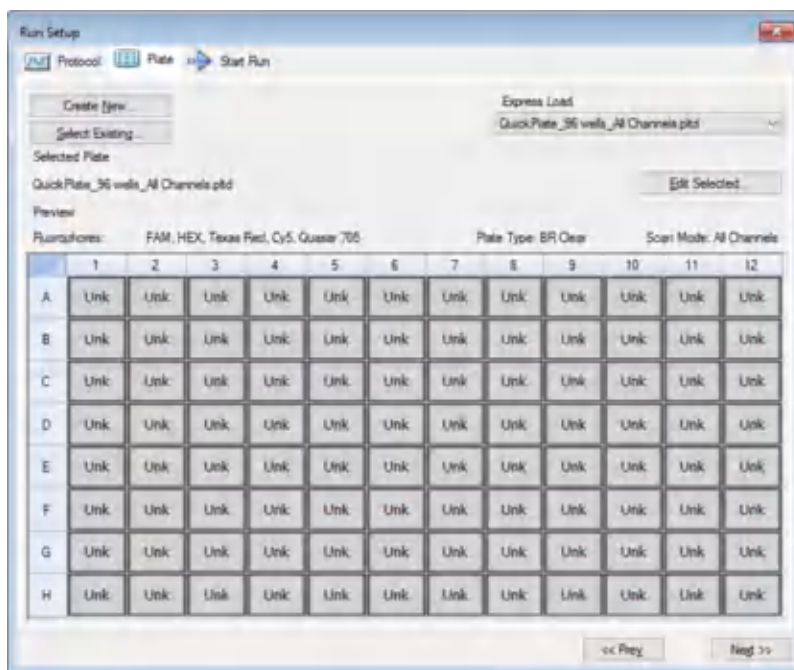 Run Setup
Protocol Plate Start Run
Create New...
Express Load
Select Existing...
QuickPlate_96 wells_All Channels.pltd
Selected Plate
QuickPlate_96 wells_All Channels.pltd
Edit Selected...
Preview
Fluorophores: FAM, HEX, Texas Red, Cy5, Quasar 705 Plate Type: BR Clear Scan Mode: All Channels
1 2 3 4 5 6 7 8 9 10 11 12
A Unk Unk Unk Unk Unk Unk Unk Unk Unk Unk Unk Unk
B Unk Unk Unk Unk Unk Unk Unk Unk Unk Unk Unk Unk
C Unk Unk Unk Unk Unk Unk Unk Unk Unk Unk Unk Unk
D Unk Unk Unk Unk Unk Unk Unk Unk Unk Unk Unk Unk
E Unk Unk Unk Unk Unk Unk Unk Unk Unk Unk Unk Unk
F Unk Unk Unk Unk Unk Unk Unk Unk Unk Unk Unk Unk
G Unk Unk Unk Unk Unk Unk Unk Unk Unk Unk Unk Unk
H Unk Unk Unk Unk Unk Unk Unk Unk Unk Unk Unk Unk
<< Prev Next >>